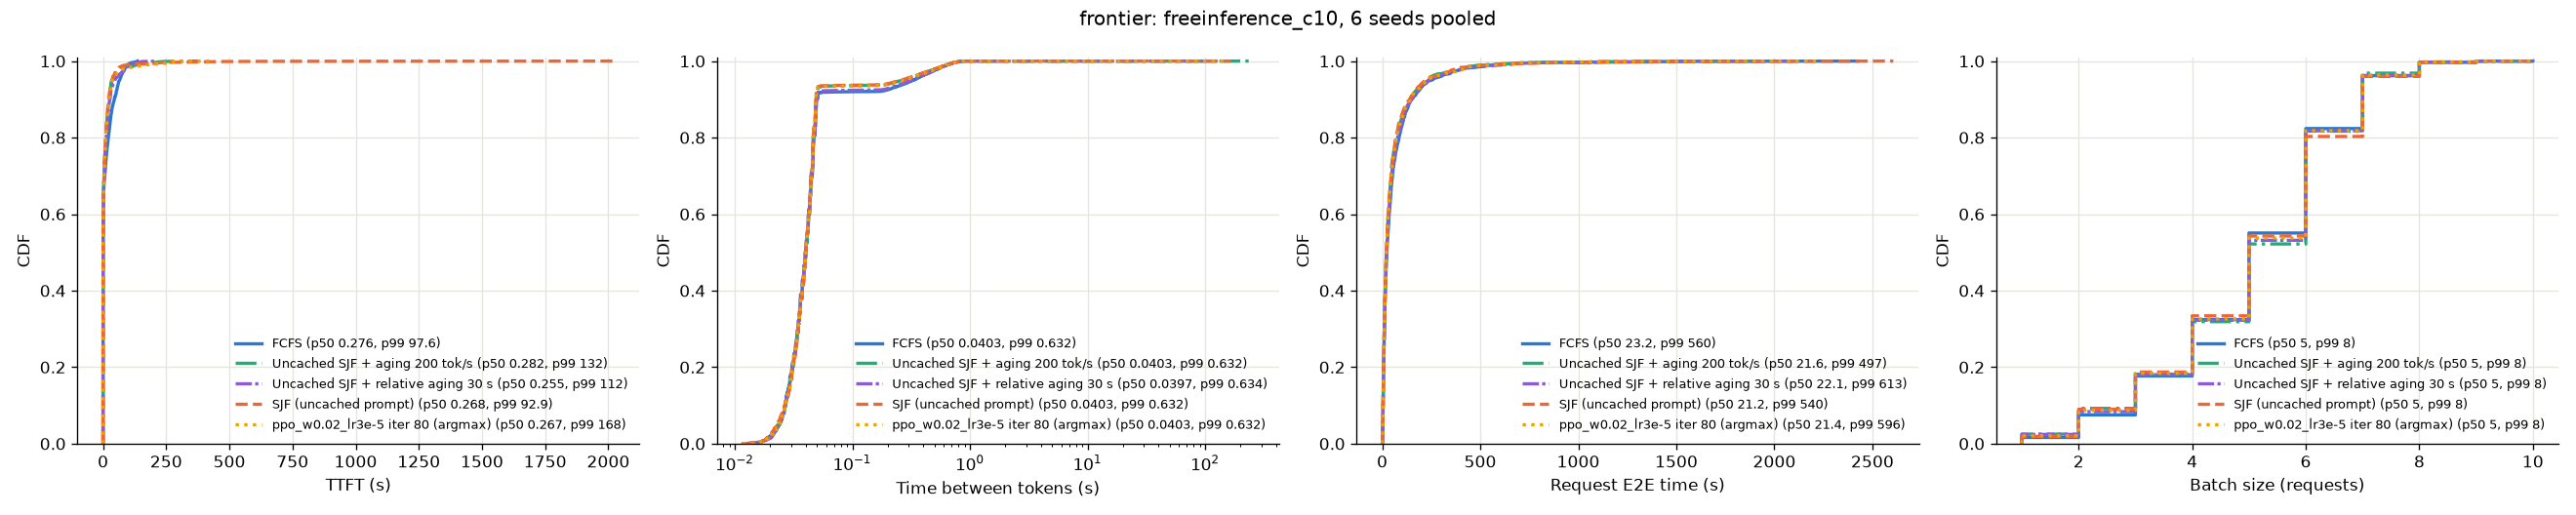 frontier: freeinference_c10, 6 seeds pooled
CDF
1.0
0.8
0.6
0.4
0.2
0.0
FCFS (p50 0.276, p99 97.6)
Uncached SJF + aging 200 tok/s (p50 0.282, p99 132)
Uncached SJF + relative aging 30 s (p50 0.255, p99 112)
SJF (uncached prompt) (p50 0.268, p99 92.9)
ppo_w0.02_lr3e-5 iter 80 (argmax) (p50 0.267, p99 168)
0 250 500 750 1000 1250 1500 1750 2000
TTFT (s)
CDF
1.0
0.8
0.6
0.4
0.2
0.0
FCFS (p50 0.0403, p99 0.632)
Uncached SJF + aging 200 tok/s (p50 0.0403, p99 0.632)
Uncached SJF + relative aging 30 s (p50 0.0397, p99 0.634)
SJF (uncached prompt) (p50 0.0403, p99 0.632)
ppo_w0.02_lr3e-5 iter 80 (argmax) (p50 0.0403, p99 0.632)
10⁻² 10⁻¹ 10⁰ 10¹ 10²
Time between tokens (s)
CDF
1.0
0.8
0.6
0.4
0.2
0.0
FCFS (p50 23.2, p99 560)
Uncached SJF + aging 200 tok/s (p50 21.6, p99 497)
Uncached SJF + relative aging 30 s (p50 22.1, p99 613)
SJF (uncached prompt) (p50 21.2, p99 540)
ppo_w0.02_lr3e-5 iter 80 (argmax) (p50 21.4, p99 596)
0 500 1000 1500 2000 2500
Request E2E time (s)
CDF
1.0
0.8
0.6
0.4
0.2
0.0
FCFS (p50 5, p99 8)
Uncached SJF + aging 200 tok/s (p50 5, p99 8)
Uncached SJF + relative aging 30 s (p50 5, p99 8)
SJF (uncached prompt) (p50 5, p99 8)
ppo_w0.02_lr3e-5 iter 80 (argmax) (p50 5, p99 8)
2 4 6 8 10
Batch size (requests)